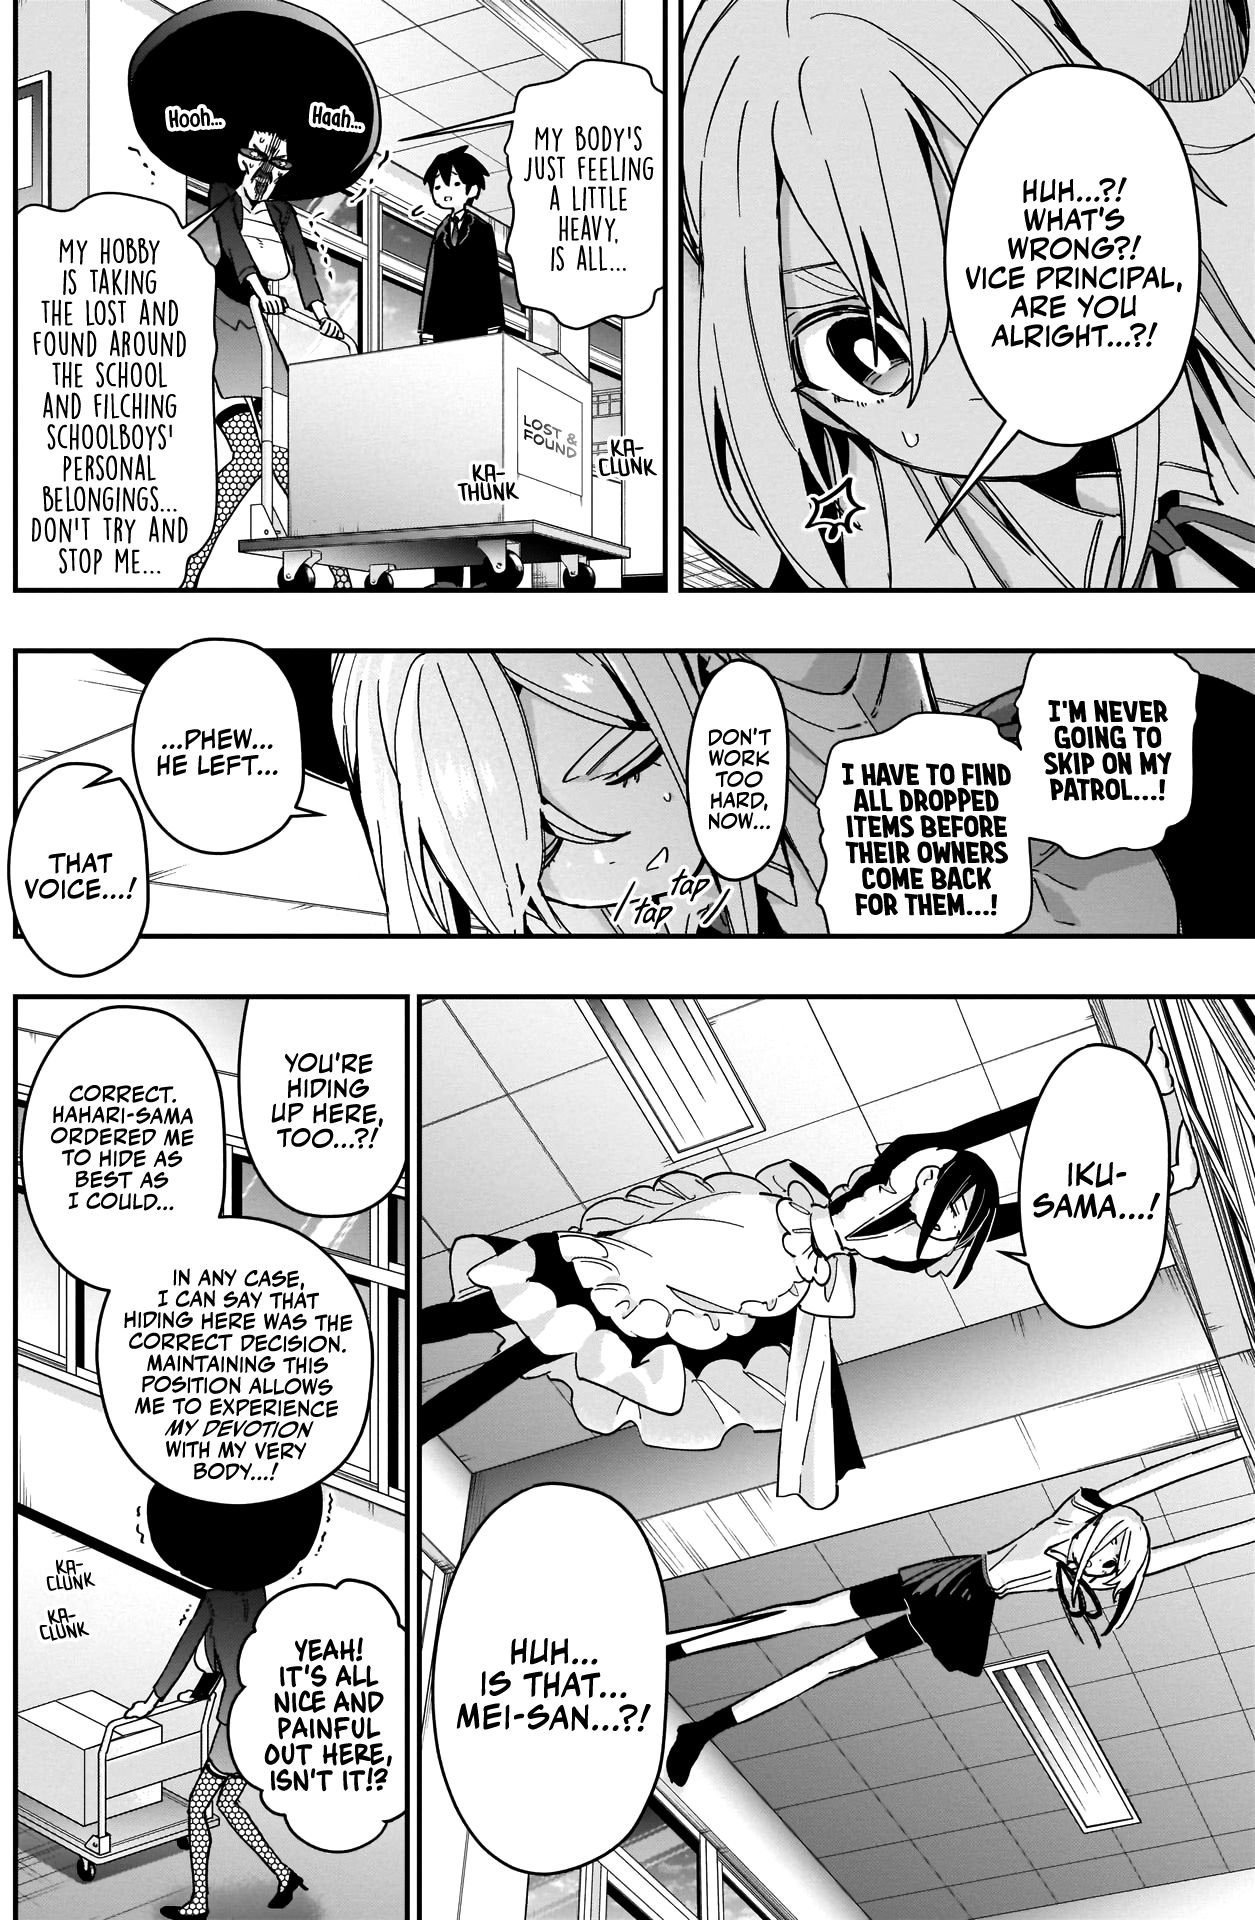 HUH...?!
WHAT'S
WRONG?!
VICE PRINCIPAL,
ARE YOU
ALRIGHT...?!
MY BODY'S
JUST FEELING
A LITTLE
HEAVY,
IS ALL...
Haah...
Hooh...
MY HOBBY
IS TAKING
THE LOST AND
FOUND AROUND
THE SCHOOL
AND FILCHING
SCHOOLBOYS'
PERSONAL
BELONGINGS...
DON'T TRY AND
STOP ME...
LOST &
FOUND
KA-
CLUNK
KA-
THUNK
I'M NEVER
GOING TO
SKIP ON MY
PATROL...!
I HAVE TO FIND
ALL DROPPED
ITEMS BEFORE
THEIR OWNERS
COME BACK
FOR THEM...!
DON'T
WORK
TOO
HARD,
NOW...
tap
tap
...PHEW...
HE LEFT...
THAT
VOICE...!
IKU-
SAMA...!
HUH...
IS THAT...
MEI-SAN...?!
YOU'RE
HIDING
UP HERE,
TOO...?!
CORRECT.
HAHARI-SAMA
ORDERED ME
TO HIDE AS
BEST AS
I COULD...
IN ANY CASE,
I CAN SAY THAT
HIDING HERE WAS THE
CORRECT DECISION.
MAINTAINING THIS
POSITION ALLOWS
ME TO EXPERIENCE
MY DEVOTION
WITH MY VERY
BODY...!
KA-
CLUNK
KA-
CLUNK
YEAH!
IT'S ALL
NICE AND
PAINFUL
OUT HERE,
ISN'T IT!?